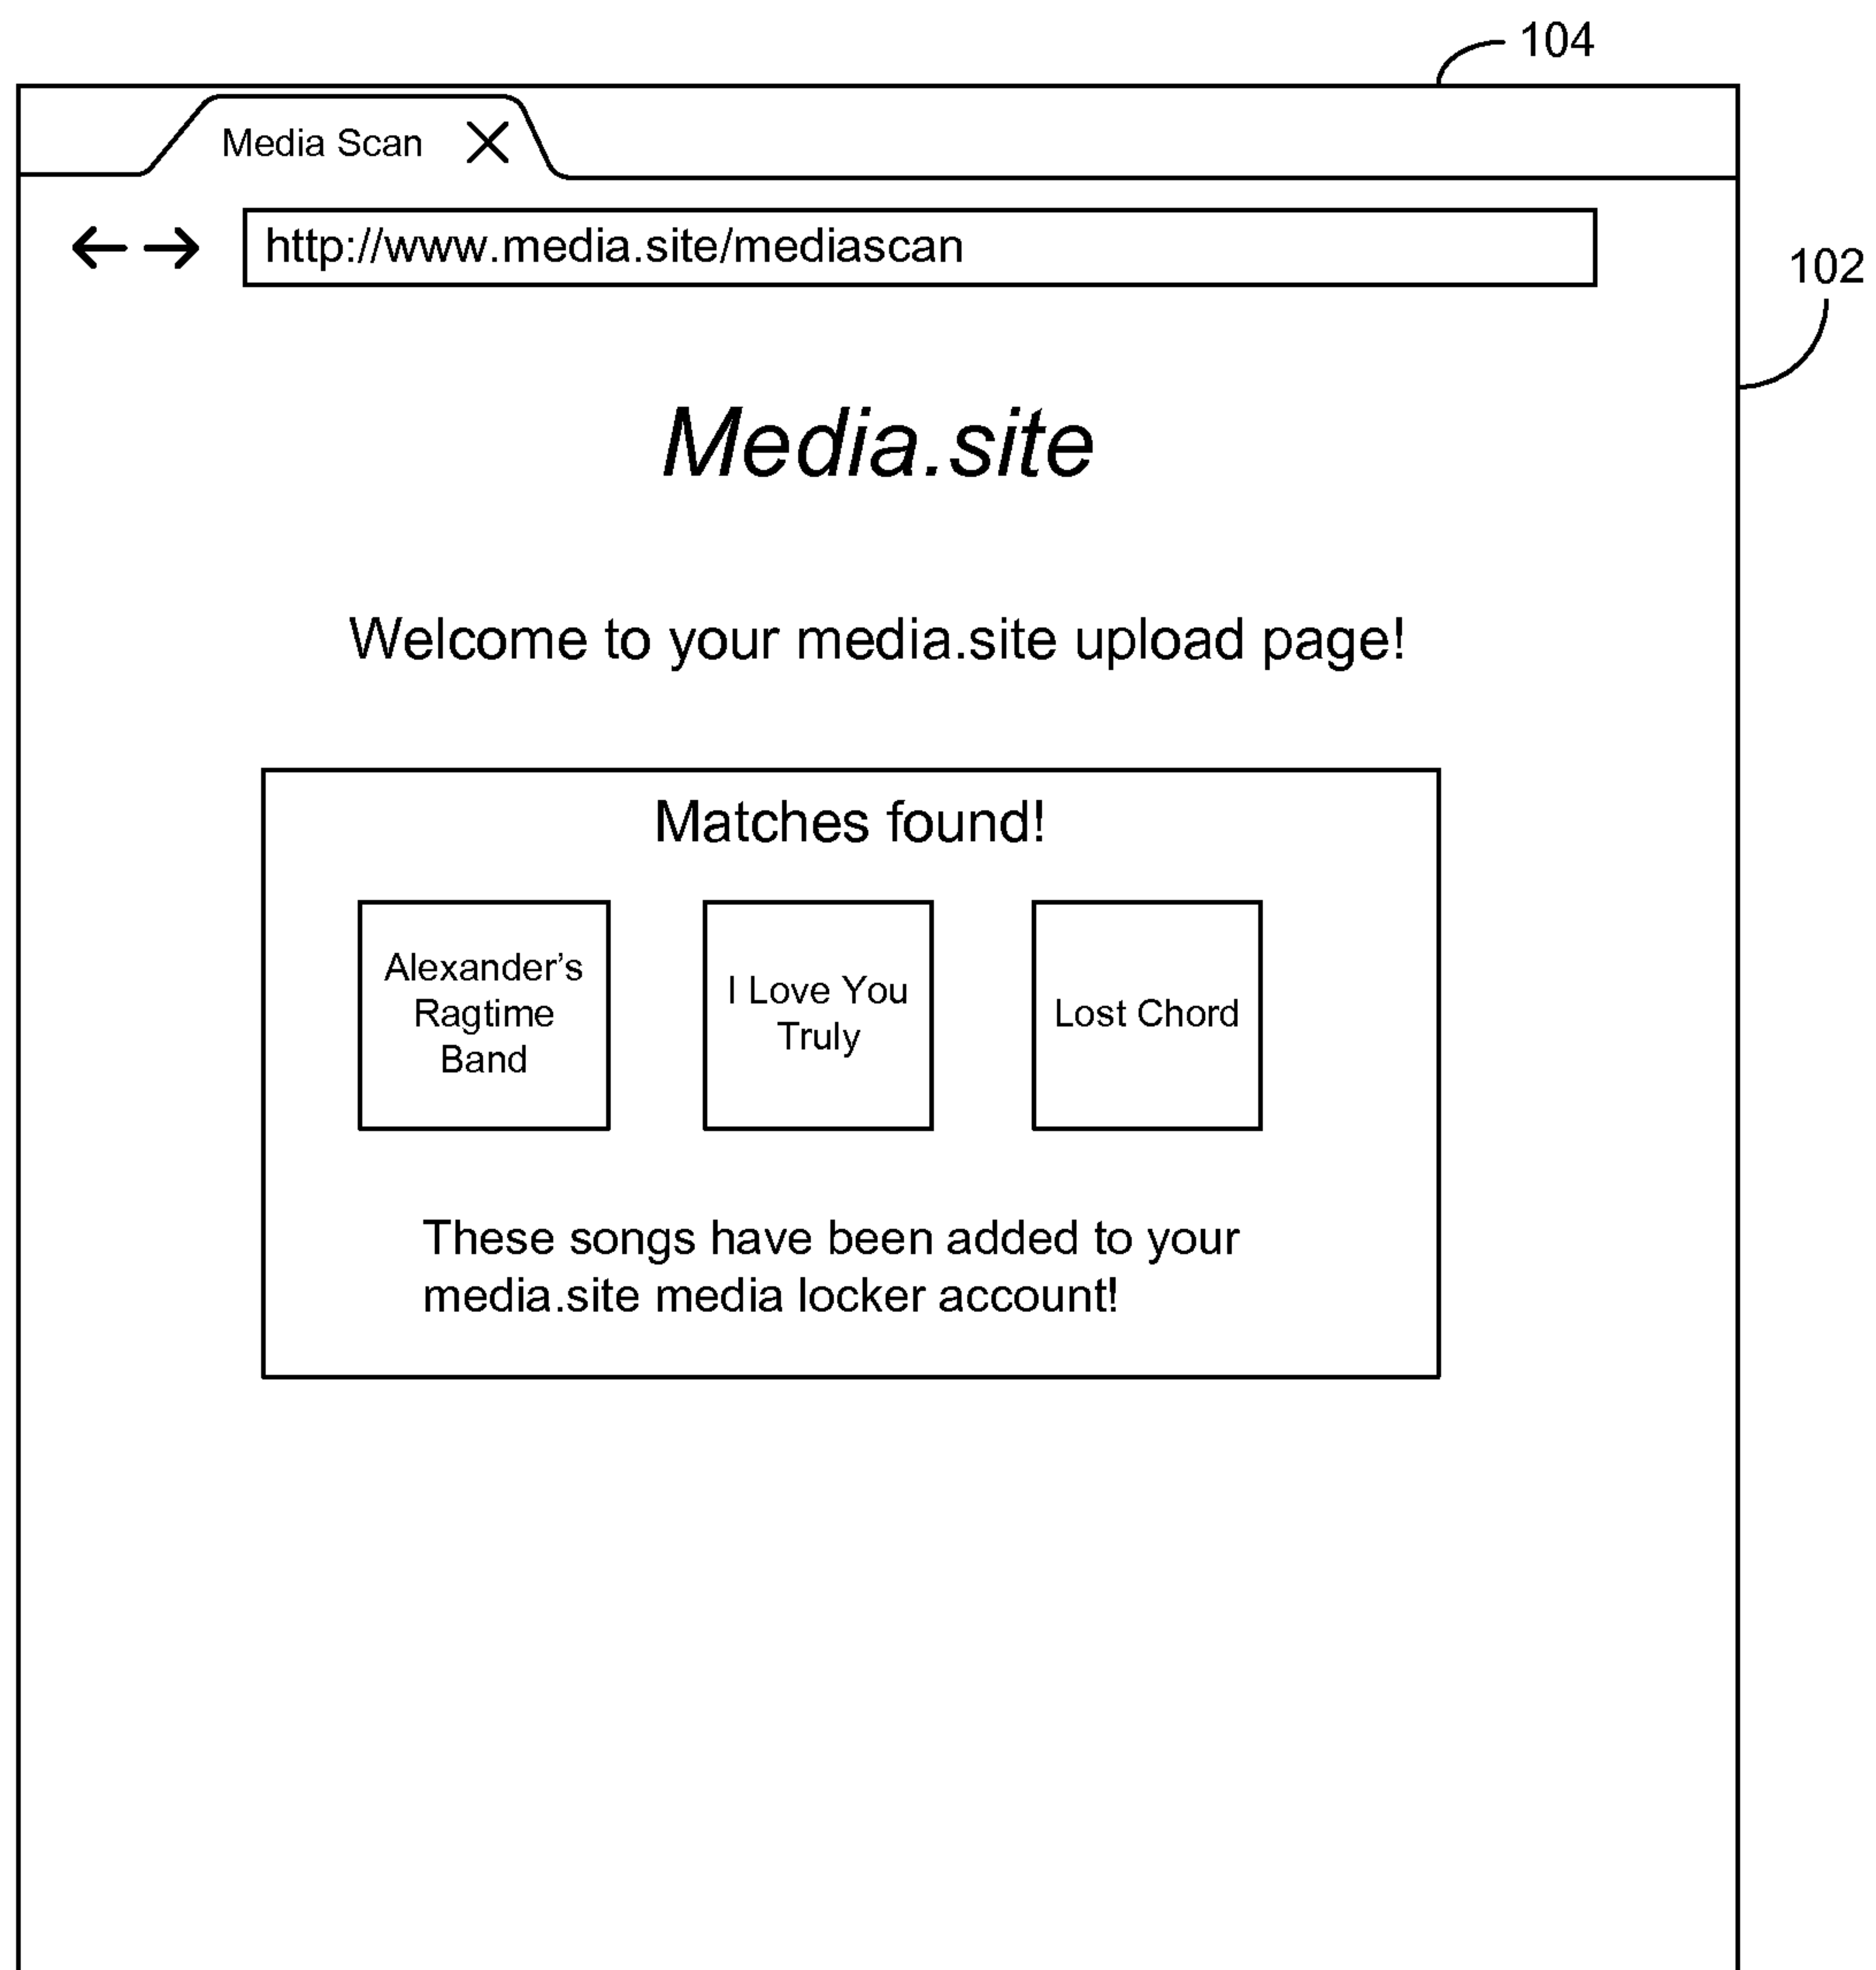 104
Media Scan
http://www.media.site/mediascan
102
Media.site
Welcome to your media.site upload page!
Matches found!
Alexander’s
Ragtime
Band
I Love You
Truly
Lost Chord
These songs have been added to your
media.site media locker account!